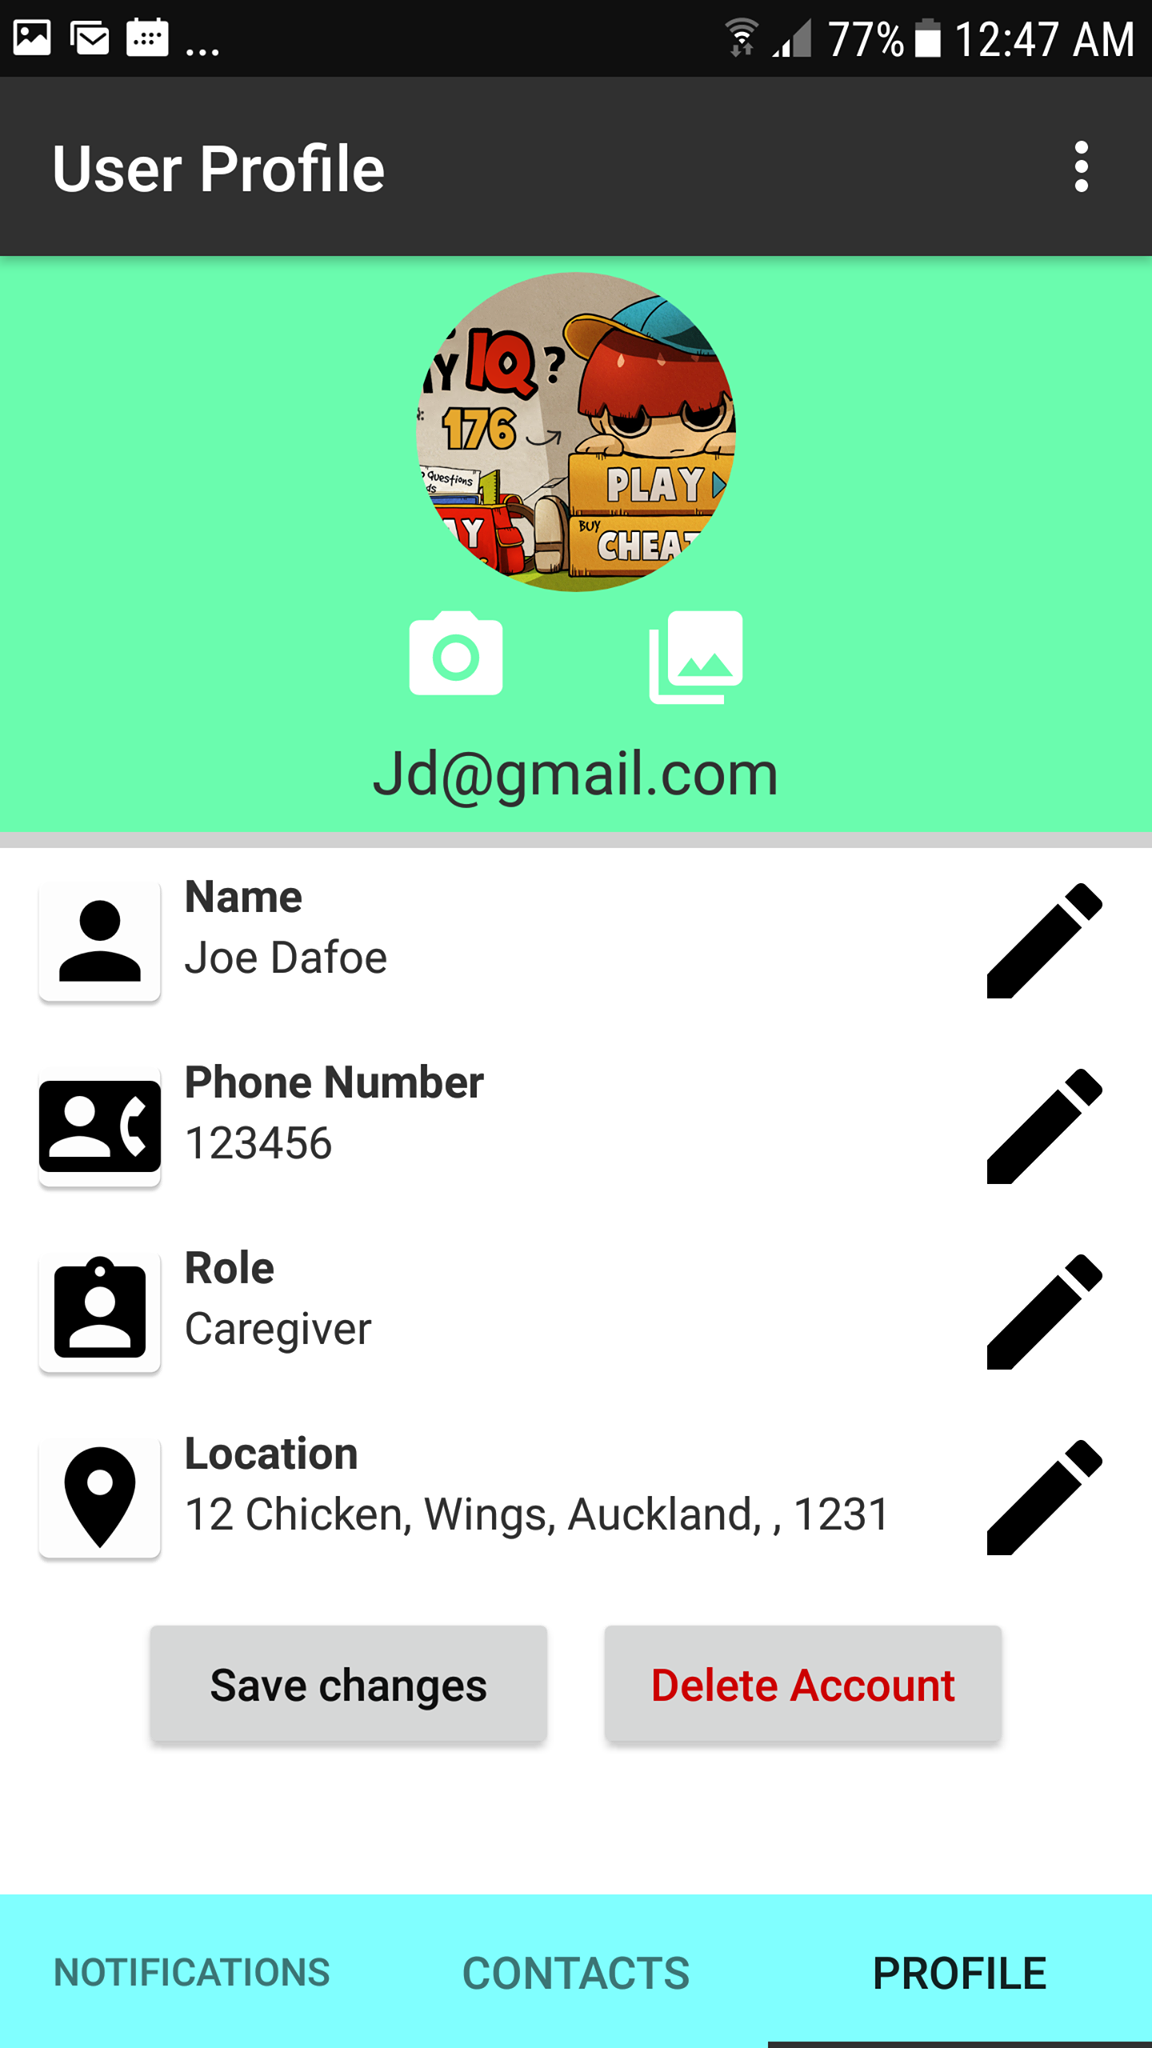 ... 77% 12:47 AM
User Profile
IQ?
176
Questions
PLAY
BUY
Jd@gmail.com
Name
Joe Dafoe
Phone Number
123456
Role
Caregiver
Location
12 Chicken, Wings, Auckland, , 1231
Save changes Delete Account
NOTIFICATIONS CONTACTS PROFILE